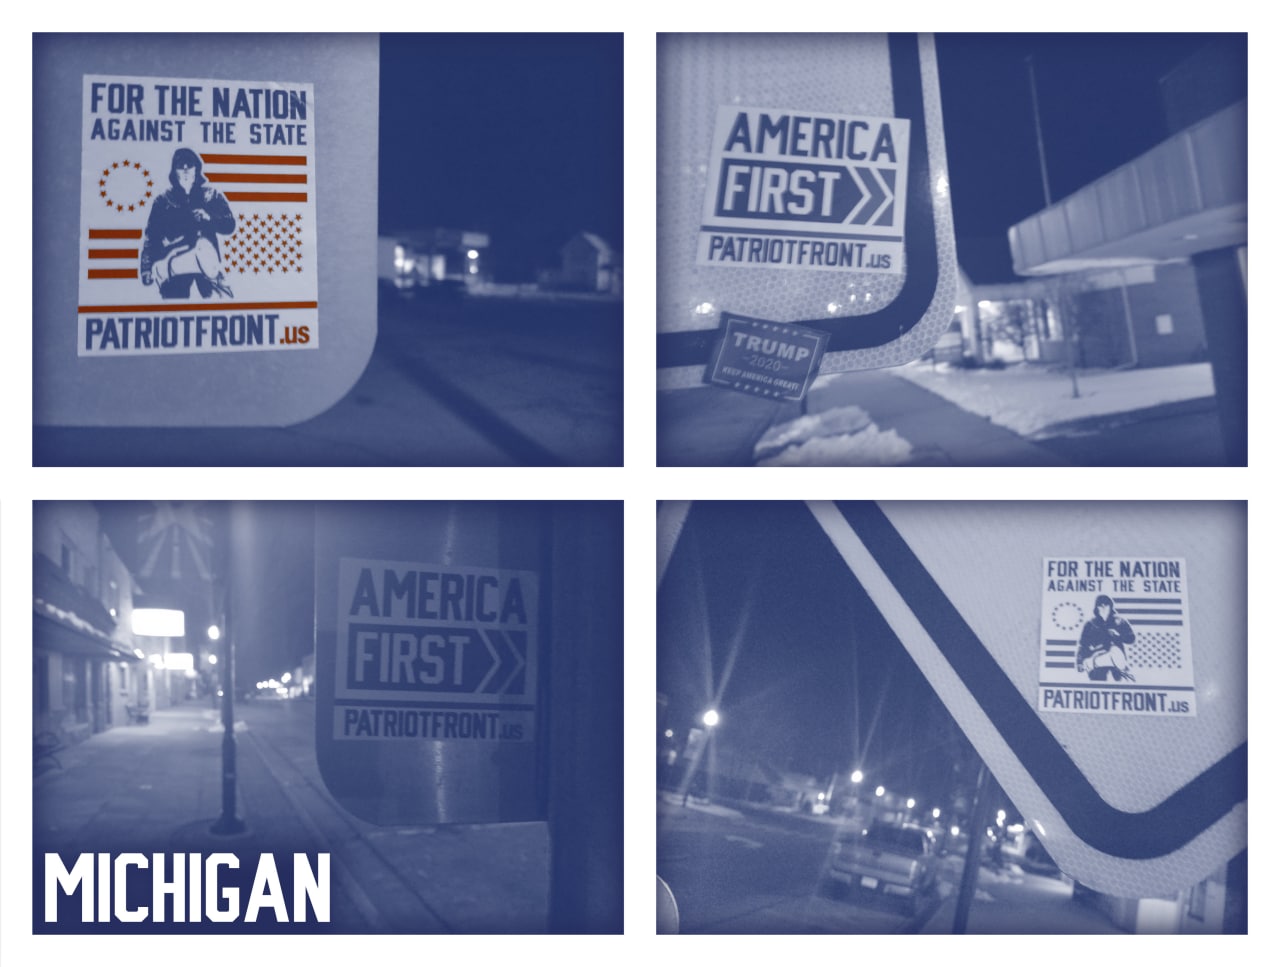 FOR THE NATION
AGAINST THE STATE
PATRIOTFRONT.us
AMERICA
FIRST
PATRIOTFRONT.us
TRUMP
2020
KEEP AMERICA GREAT!
AMERICA
FIRST
PATRIOTFRONT.us
MICHIGAN
FOR THE NATION
AGAINST THE STATE
PATRIOTFRONT.us